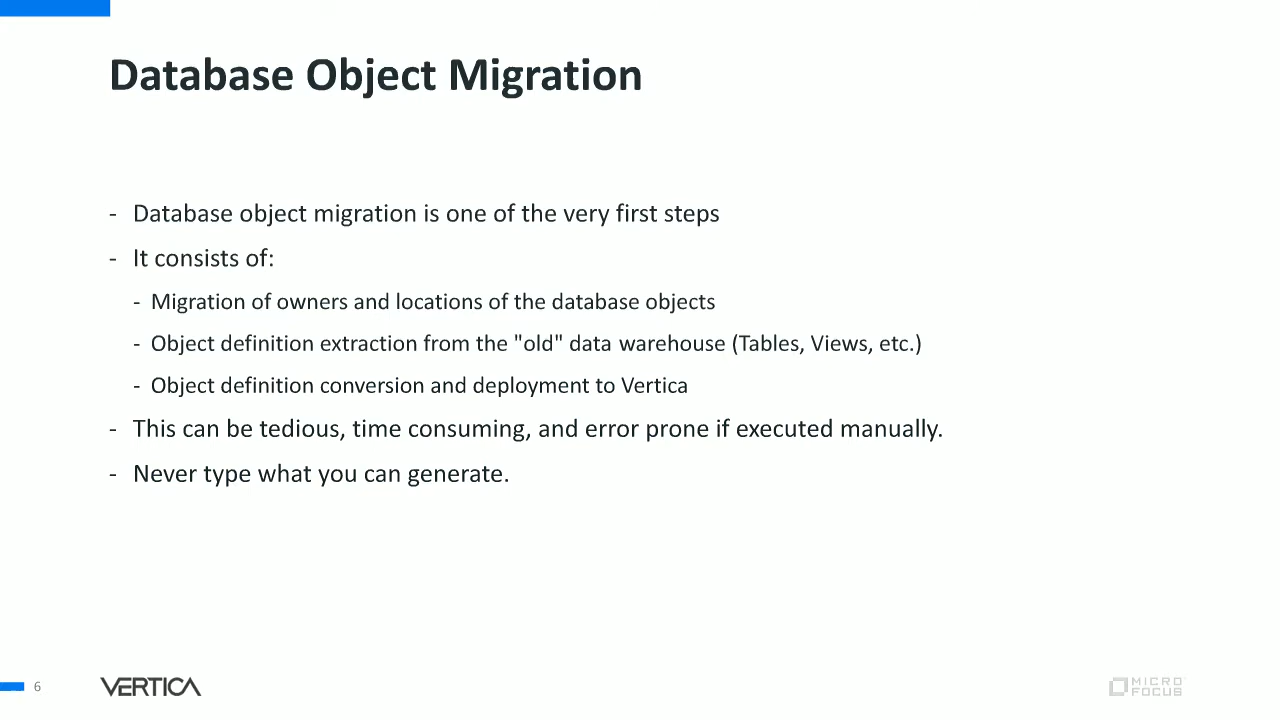 Database Object Migration
- Database object migration is one of the very first steps
- It consists of:
- Migration of owners and locations of the database objects
- Object definition extraction from the "old" data warehouse (Tables, Views, etc.)
- Object definition conversion and deployment to Vertica
- This can be tedious, time consuming, and error prone if executed manually.
- Never type what you can generate.
6
VERTICA
MICRO
FOCUS